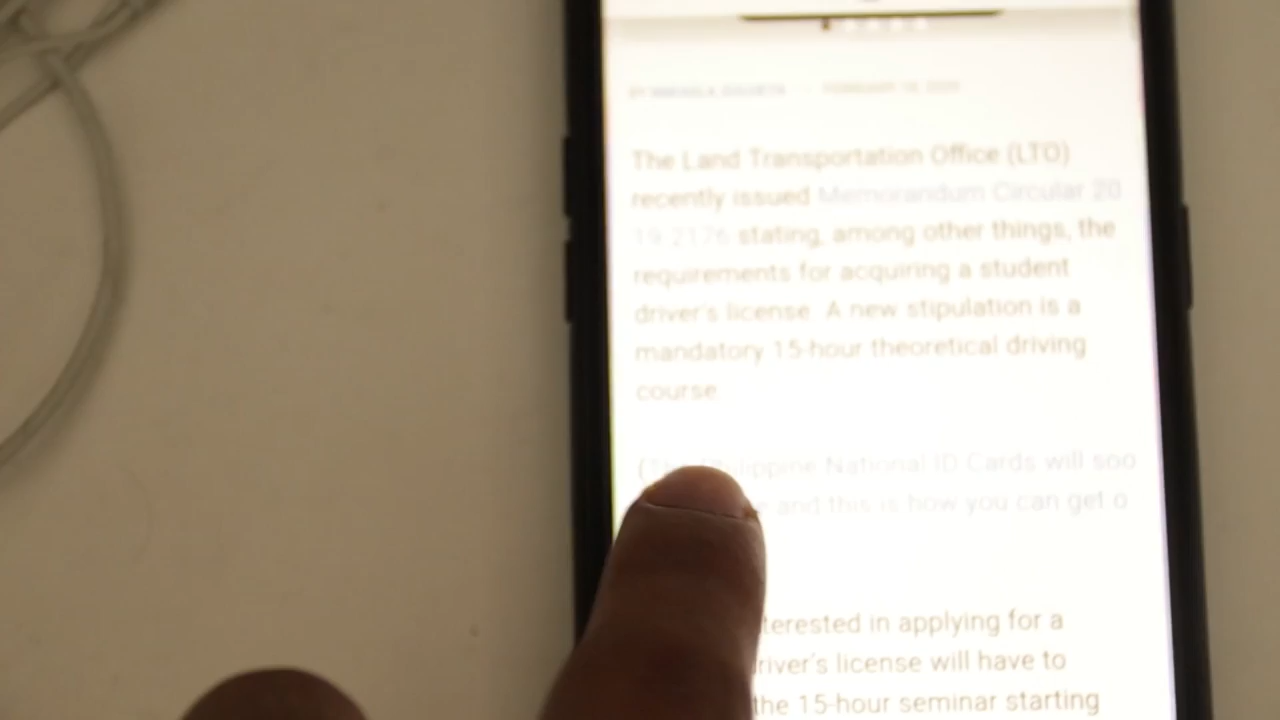 The Land Transportation Office (LTO)
recently issued Memorandum Circular 20
19 2176 stating, among other things, the
requirements for acquiring a student
driver's license. A new stipulation is a
mandatory 15-hour theoretical driving
course.
Philippine National ID Cards will soo
and this is how you can get o
in applying for a
license will have to
the 15-hour seminar starting